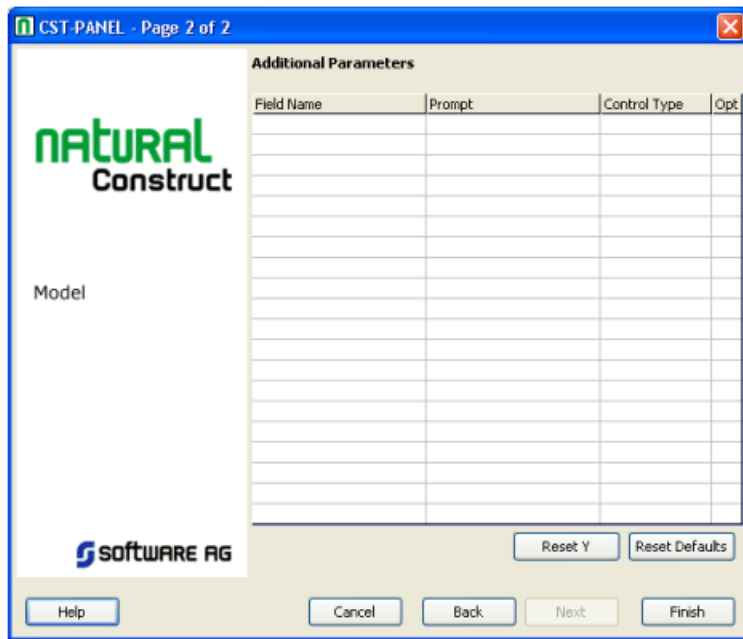 CST-PANEL - Page 2 of 2
Additional Parameters
Field Name Prompt Control Type Opt
natural
Construct
Model
software AG
Reset Y Reset Defaults
Help Cancel Back Next Finish